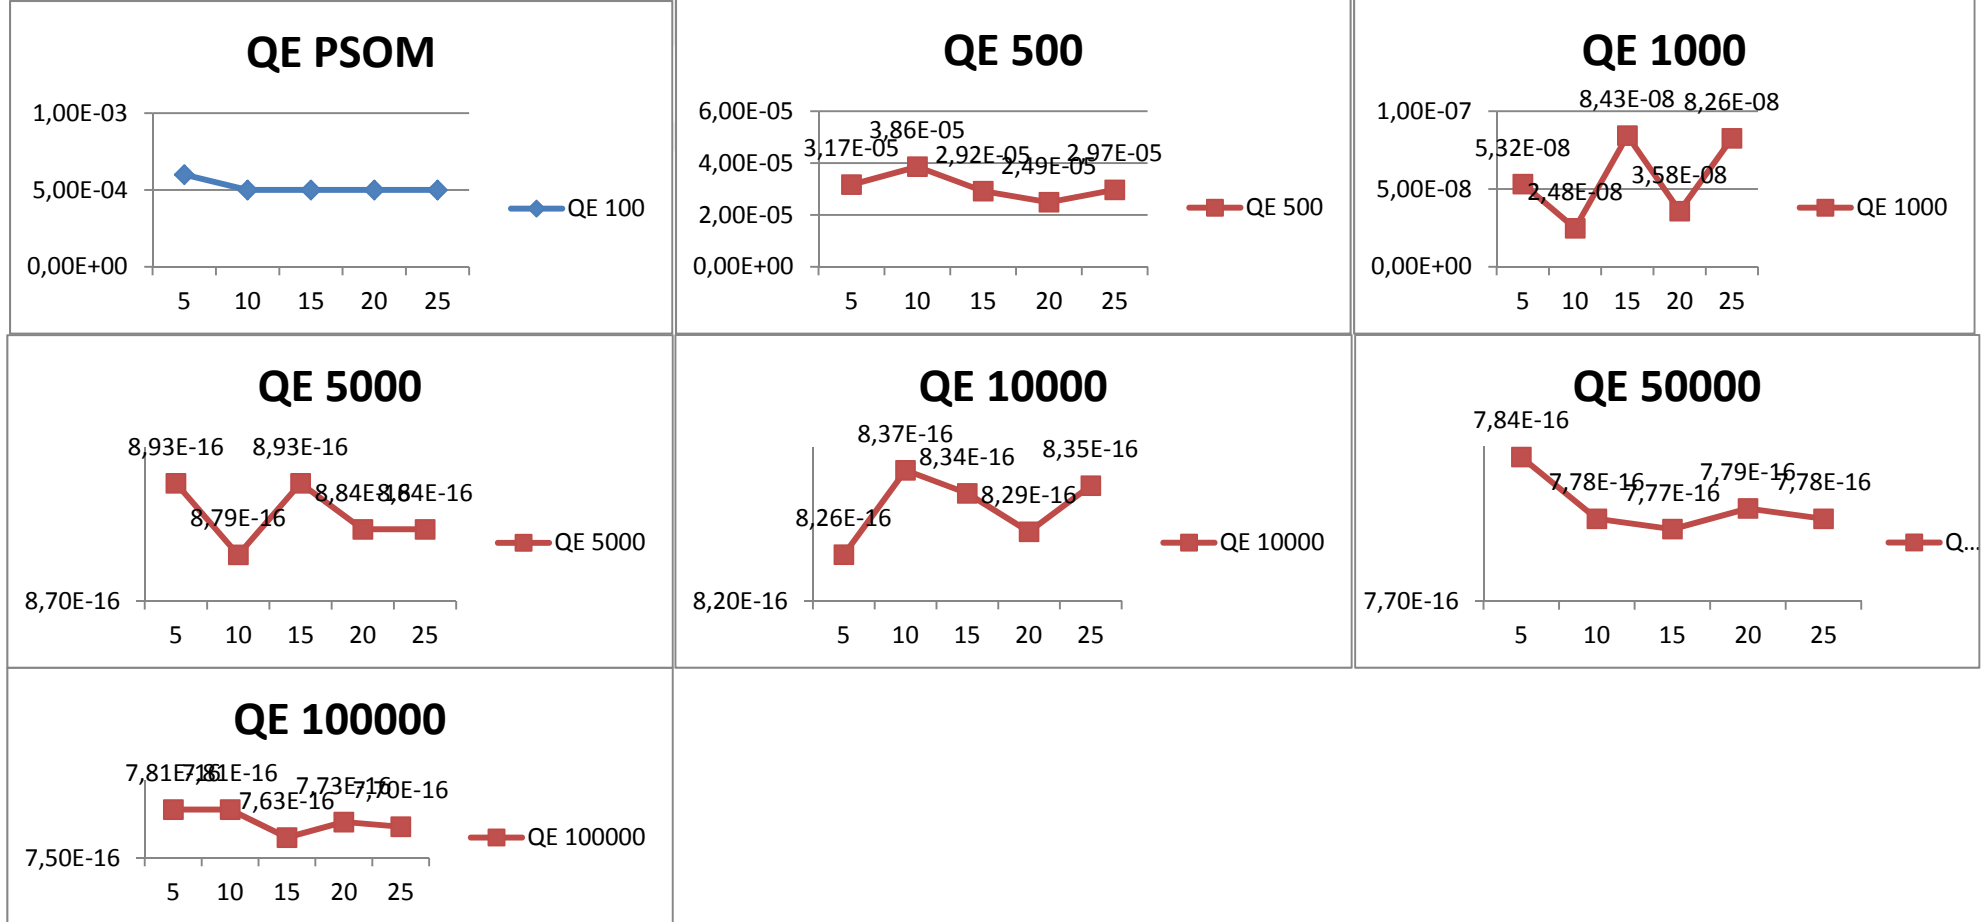 QE PSOM
1,00E-03
5,00E-04
0,00E+00
5 10 15 20 25
QE 100
QE 500
6,00E-05
4,00E-05
2,00E-05
0,00E+00
3,17E-05
3,86E-05
2,92E-05
2,49E-05
2,97E-05
5 10 15 20 25
QE 500
QE 1000
1,00E-07
5,00E-08
0,00E+00
5,32E-08
2,48E-08
8,43E-08
3,58E-08
8,26E-08
5 10 15 20 25
QE 1000
QE 5000
8,93E-16
8,79E-16
8,93E-16
8,84E-16
8,84E-16
8,70E-16
5 10 15 20 25
QE 5000
QE 10000
8,26E-16
8,37E-16
8,34E-16
8,29E-16
8,35E-16
8,20E-16
5 10 15 20 25
QE 10000
QE 50000
7,84E-16
7,78E-16
7,77E-16
7,79E-16
7,78E-16
7,70E-16
5 10 15 20 25
Q...
QE 100000
7,81E-16
7,81E-16
7,63E-16
7,73E-16
7,70E-16
7,50E-16
5 10 15 20 25
QE 100000